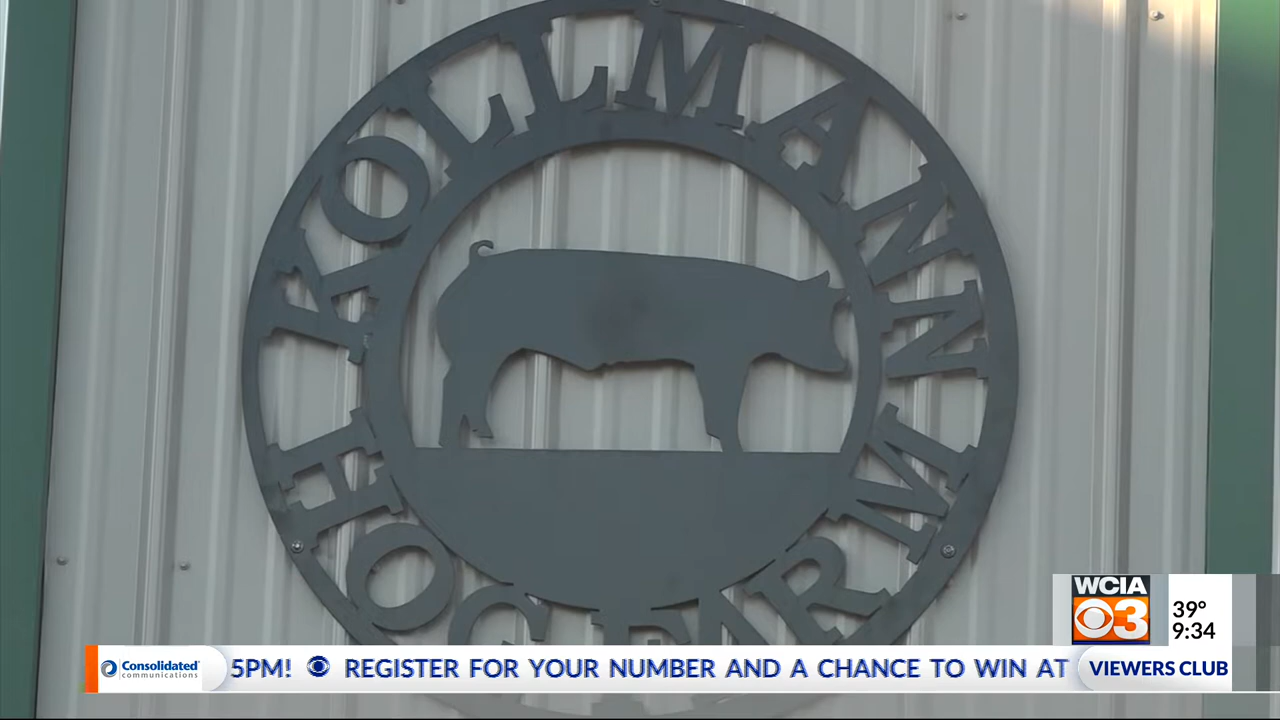 KOLLMANN
HOG FARM
WCIA
3
39°
9:34
Consolidated
communications
5PM! REGISTER FOR YOUR NUMBER AND A CHANCE TO WIN AT
VIEWERS CLUB